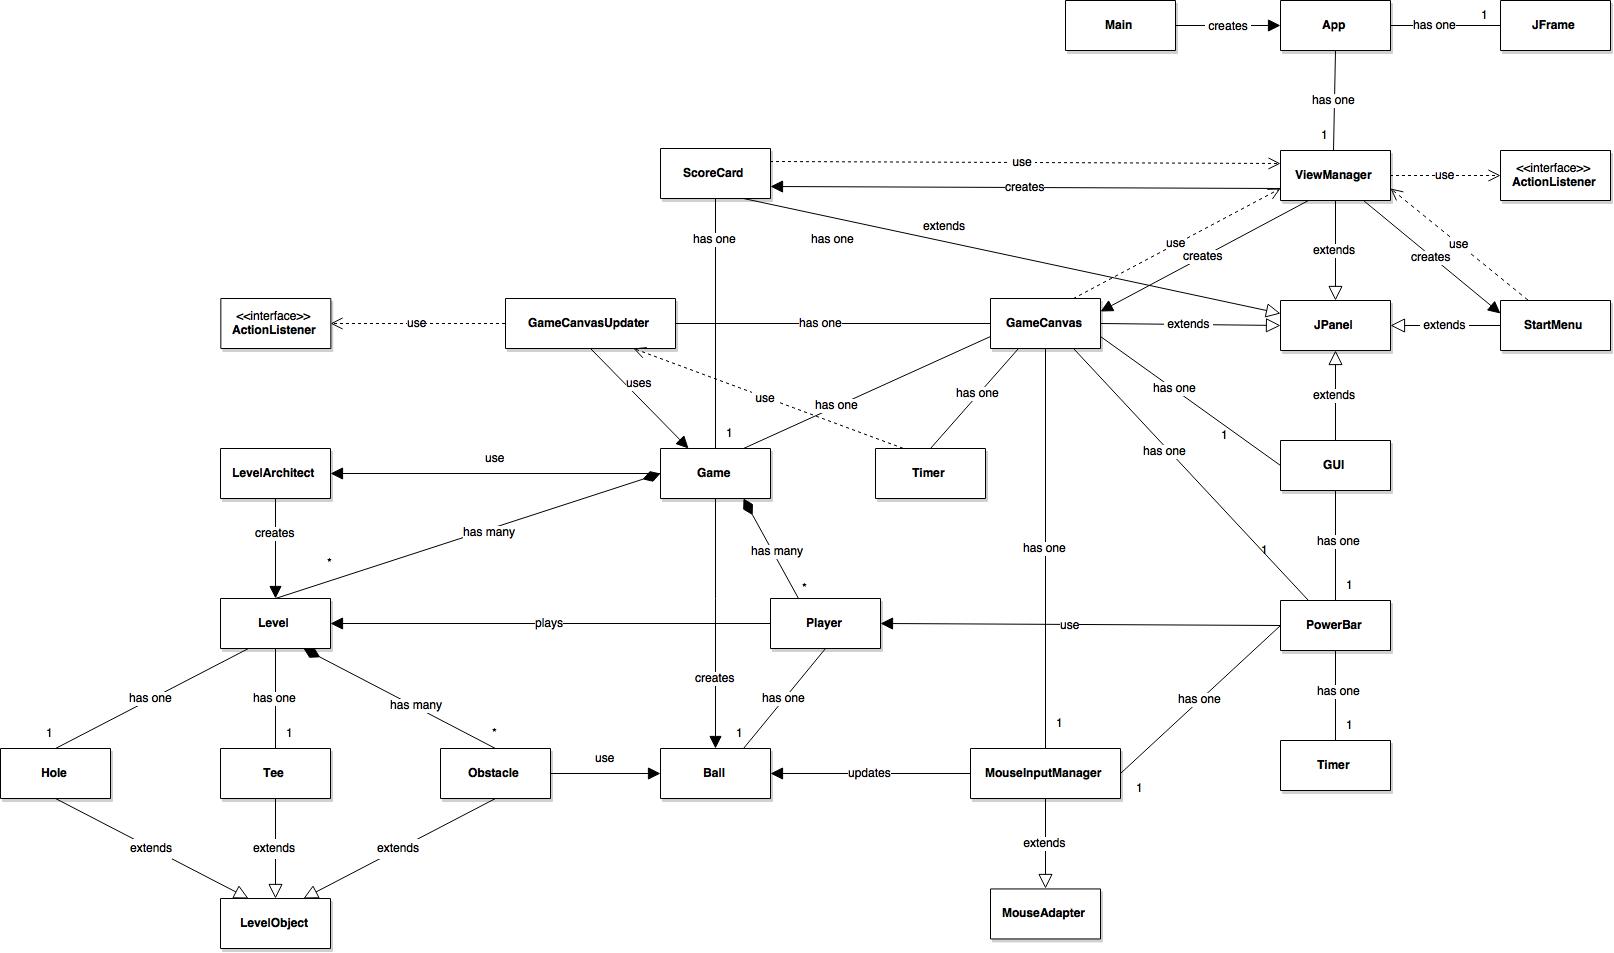 Main
creates
App
has one
1
JFrame
has one
1
ScoreCard
use
creates
ViewManager
use
<<interface>>
ActionListener
has one
has one
extends
use
creates
extends
use
creates
<<interface>>
ActionListener
use
GameCanvasUpdater
has one
GameCanvas
extends
JPanel
extends
StartMenu
uses
use
has one
has one
has one
extends
1
1
LevelArchitect
use
Game
Timer
has one
GUI
creates
has many
*
has many
*
has one
1
has one
1
Level
plays
Player
use
PowerBar
has one
has one
has many
creates
has one
has one
has one
1
1
*
1
1
1
Hole
Tee
Obstacle
use
Ball
updates
MouseInputManager
1
Timer
extends
extends
extends
extends
LevelObject
MouseAdapter